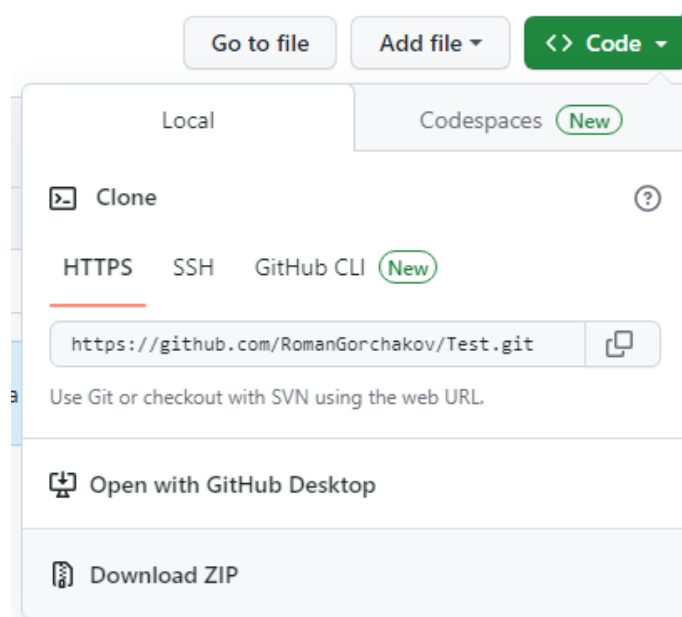 Go to file Add file <> Code
Local Codespaces New
Clone
HTTPS SSH GitHub CLI New
https://github.com/RomanGorchakov/Test.git
a Use Git or checkout with SVN using the web URL.
Open with GitHub Desktop
Download ZIP